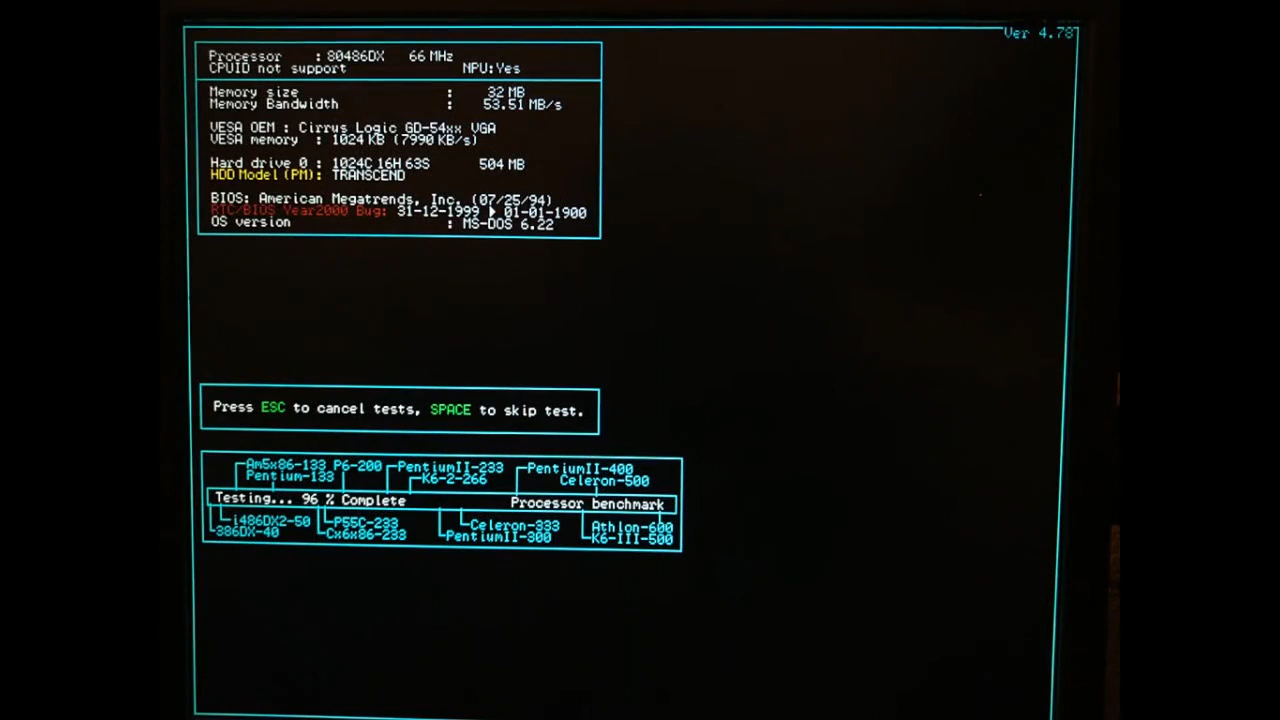 Ver 4.78
Processor : 80486DX 66 MHz
CPUID not support NPU:Yes
Memory size : 32 MB
Memory Bandwidth : 53.51 MB/s
VESA OEM : Cirrus Logic GD-54xx VGA
VESA memory : 1024 KB (7990 KB/s)
Hard drive 0 : 1024C 16H 63S 504 MB
HDD Model (PM): TRANSCEND
BIOS: American Megatrends, Inc. (07/25/94)
RTC/BIOS Year2000 Bug: 31-12-1999 ► 01-01-1900
OS version : MS-DOS 6.22
Press ESC to cancel tests, SPACE to skip test.
Am5x86-133 P6-200 PentiumII-233 PentiumII-400
Pentium-133 K6-2-266 Celeron-500
Testing... 96 % Complete Processor benchmark
i486DX2-50 P55C-233 Celeron-333 Athlon-600
386DX-40 Cx6x86-233 PentiumII-300 K6-III-500